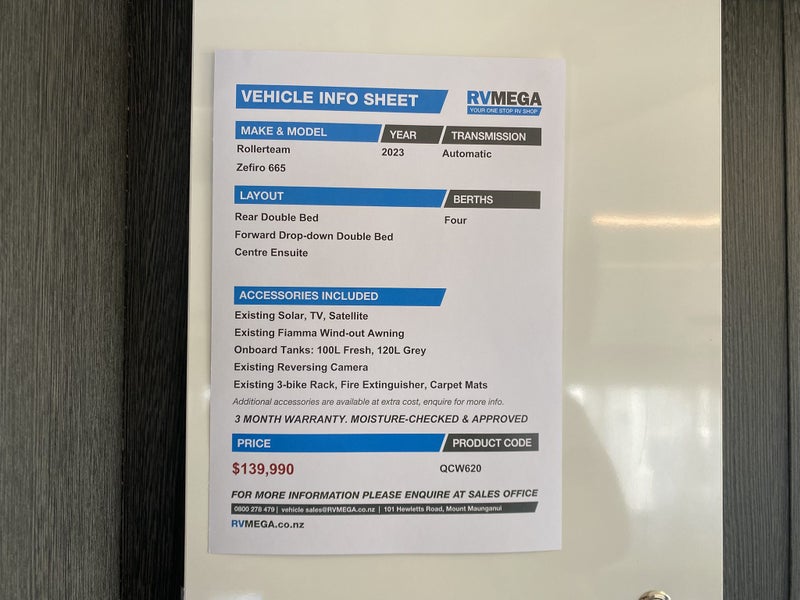 VEHICLE INFO SHEET
RVMEGA
YOUR ONE STOP RV SHOP
MAKE & MODEL YEAR TRANSMISSION
Rollerteam 2023 Automatic
Zefiro 665
LAYOUT BERTHS
Rear Double Bed Four
Forward Drop-down Double Bed
Centre Ensuite
ACCESSORIES INCLUDED
Existing Solar, TV, Satellite
Existing Fiamma Wind-out Awning
Onboard Tanks: 100L Fresh, 120L Grey
Existing Reversing Camera
Existing 3-bike Rack, Fire Extinguisher, Carpet Mats
Additional accessories are available at extra cost, enquire for more info.
3 MONTH WARRANTY. MOISTURE-CHECKED & APPROVED
PRICE PRODUCT CODE
$139,990 QCW620
FOR MORE INFORMATION PLEASE ENQUIRE AT SALES OFFICE
0800 278 479 | vehicle sales@RVMEGA.co.nz | 101 Hewletts Road, Mount Maunganui
RVMEGA.co.nz